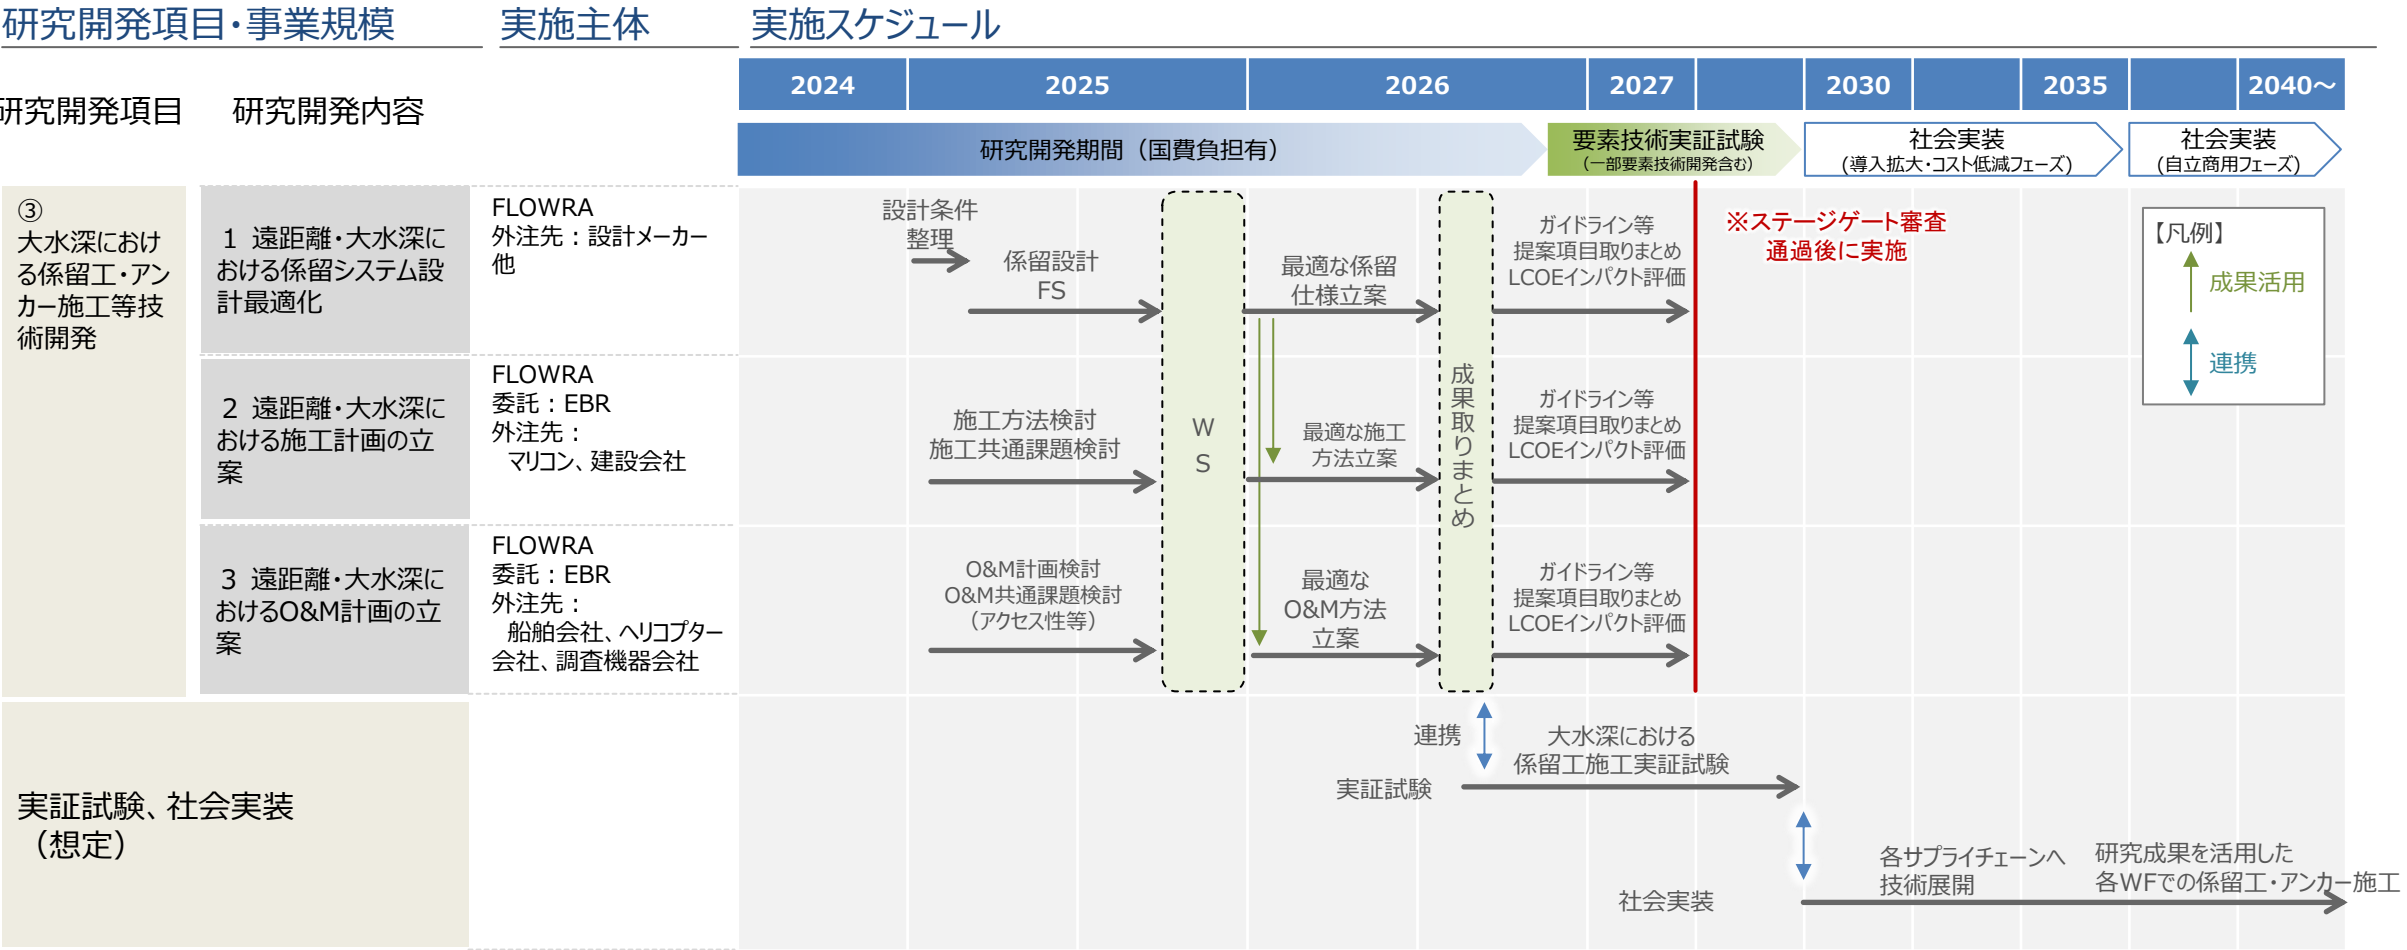 研究開発項目・事業規模
実施主体
実施スケジュール
2024
2025
2026
2027
2030
2035
2040～
研究開発項目
研究開発内容
研究開発期間（国費負担有）
要素技術実証試験
（一部要素技術開発含む）
社会実装
（導入拡大・コスト低減フェーズ）
社会実装
（自立商用フェーズ）
③
大水深におけ
る係留工・アン
カー施工等技
術開発
1 遠距離・大水深に
おける係留システム設
計最適化
FLOWRA
外注先：設計メーカー
他
設計条件
整理
係留設計
FS
最適な係留
仕様立案
ガイドライン等
提案項目取りまとめ
LCOEインパクト評価
※ステージゲート審査
通過後に実施
【凡例】
成果活用
連携
2 遠距離・大水深に
おける施工計画の立
案
FLOWRA
委託：EBR
外注先：
マリコン、建設会社
施工方法検討
施工共通課題検討
W
S
最適な施工
方法立案
成果取りまとめ
ガイドライン等
提案項目取りまとめ
LCOEインパクト評価
3 遠距離・大水深に
おけるO&M計画の立
案
FLOWRA
委託：EBR
外注先：
船舶会社、ヘリコプター
会社、調査機器会社
O&M計画検討
O&M共通課題検討
（アクセス性等）
最適な
O&M方法
立案
ガイドライン等
提案項目取りまとめ
LCOEインパクト評価
実証試験、社会実装
（想定）
連携
大水深における
係留工施工実証試験
実証試験
各サプライチェーンへ
技術展開
研究成果を活用した
各WFでの係留工・アンカー施工
社会実装